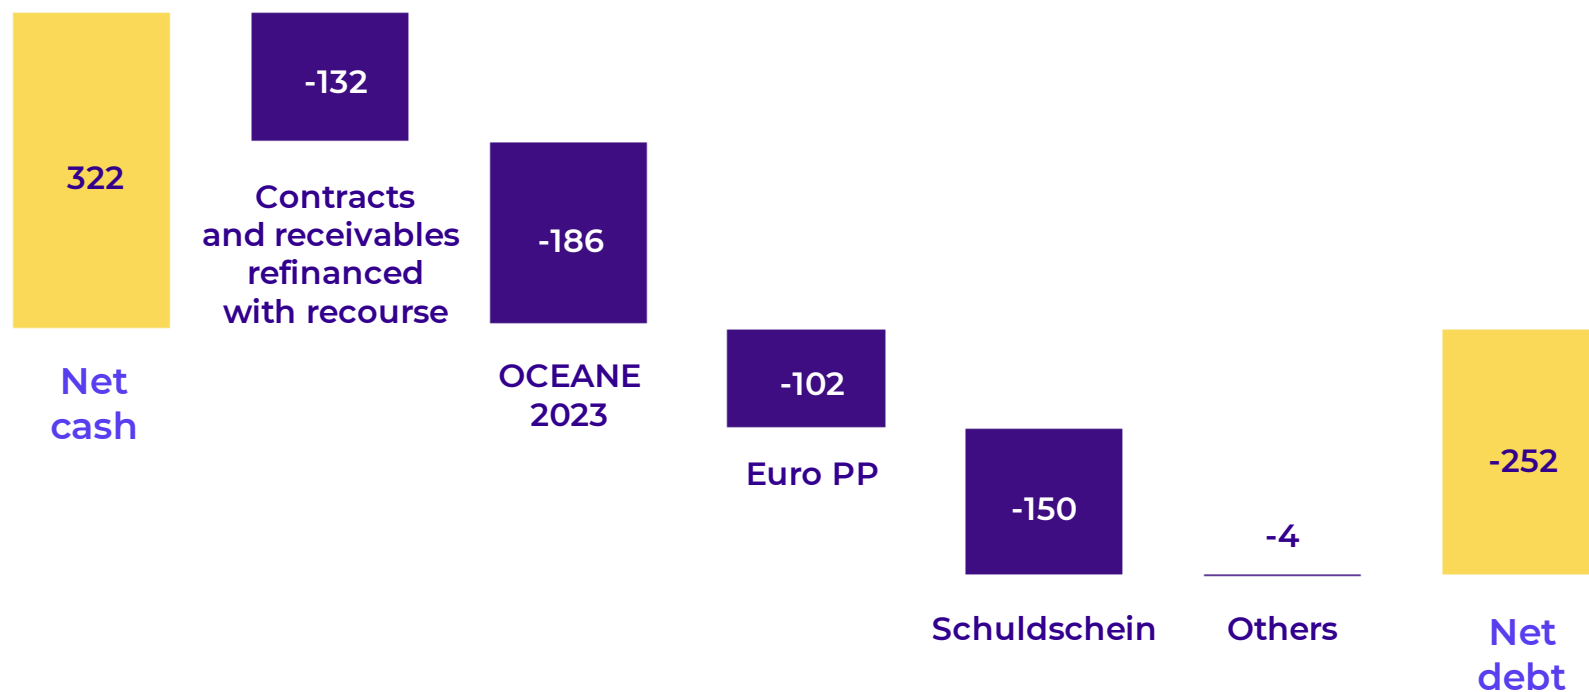 322
Net
cash
-132
Contracts
and receivables
refinanced
with recourse
-186
OCEANE
2023
-102
Euro PP
-150
Schuldschein
-4
Others
-252
Net
debt